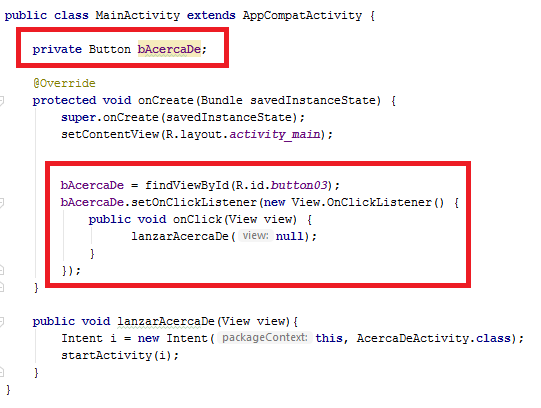 public class MainActivity extends AppCompatActivity {
private Button bAcercaDe;
@Override
protected void onCreate(Bundle savedInstanceState) {
super.onCreate(savedInstanceState);
setContentView(R.layout.activity_main);
bAcercaDe = findViewById(R.id.button03);
bAcercaDe.setOnClickListener(new View.OnClickListener() {
public void onClick(View view) {
lanzarAcercaDe( view: null);
}
});
}
public void lanzarAcercaDe(View view){
Intent i = new Intent( packageContext: this, AcercaDeActivity.class);
startActivity(i);
}
}